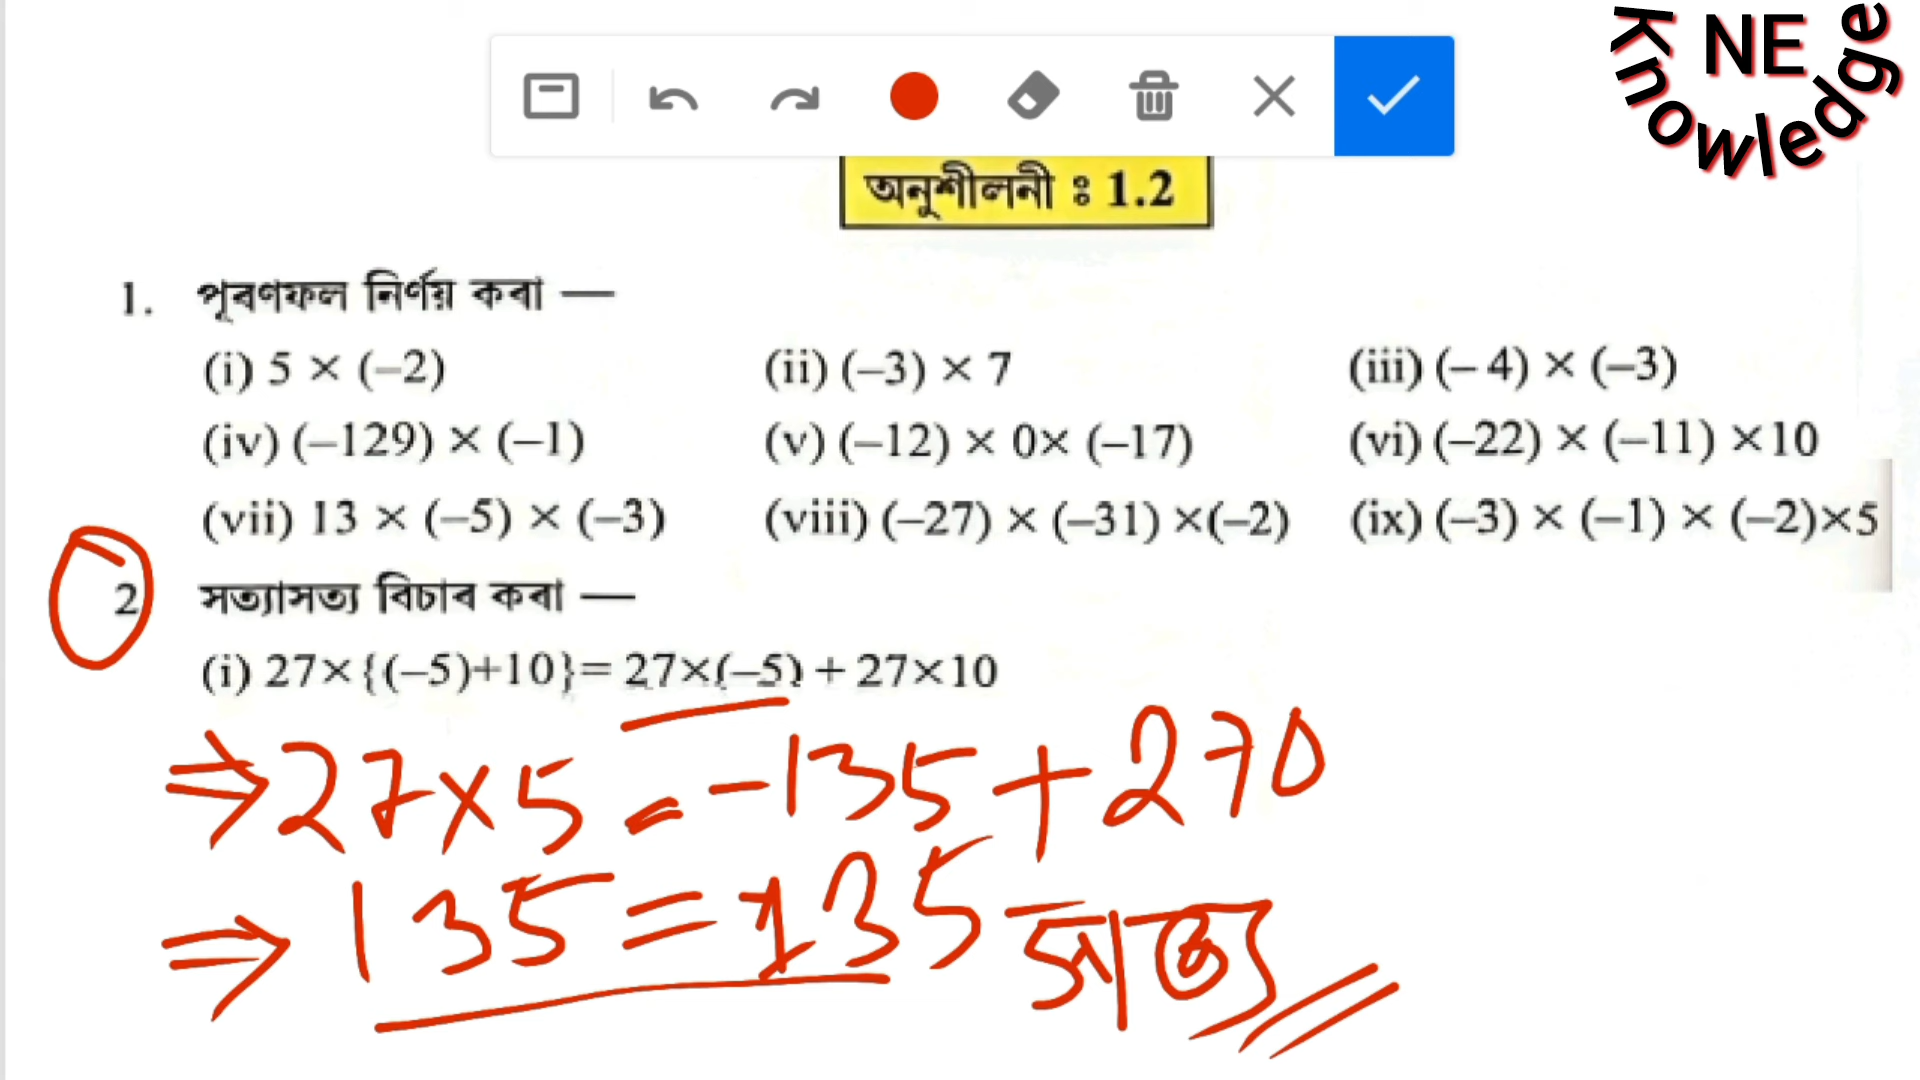 NE
Knowledge
অনুশীলনী ঃ 1.2
1. পূৰণফল নিৰ্ণয় কৰা —
(i) 5 × (–2) (ii) (–3) × 7 (iii) (– 4) × (–3)
(iv) (–129) × (–1) (v) (–12) × 0× (–17) (vi) (–22) × (–11) ×10
(vii) 13 × (–5) × (–3) (viii) (–27) × (–31) ×(–2) (ix) (–3) × (–1) × (–2)×5
2 সত্যাসত্য বিচাৰ কৰা —
(i) 27×{(–5)+10}= 27×(–5) + 27×10
⇒ 27×5 = -135+270
⇒ 135 = 135 সত্য